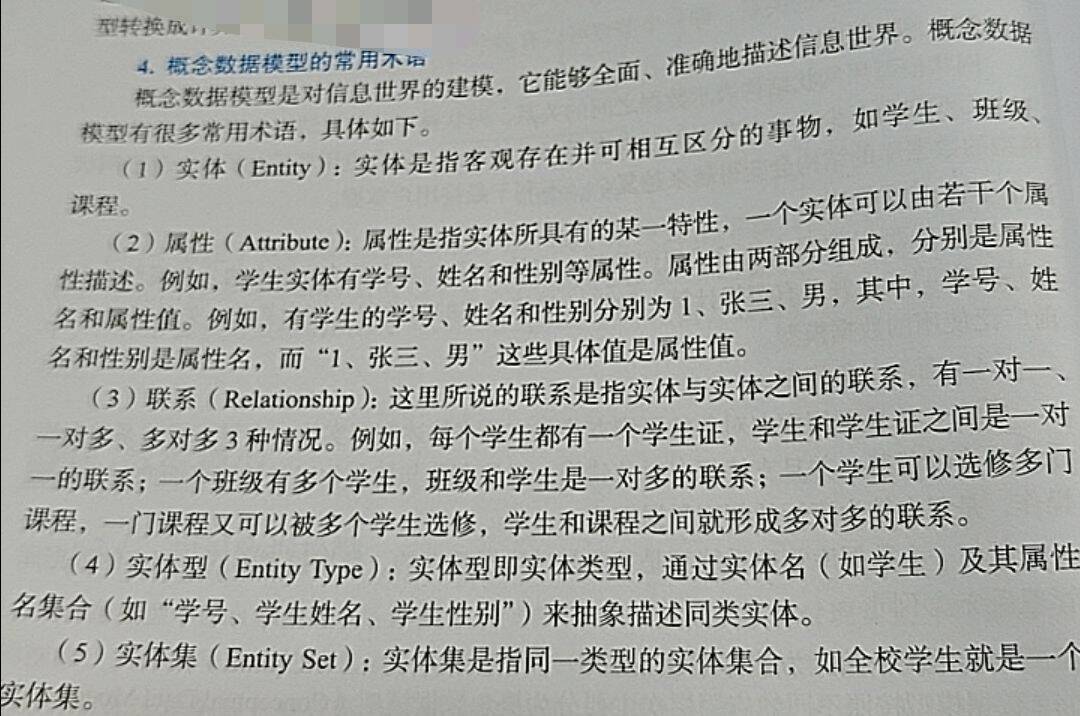 型转换成计算
4. 概念数据模型的常用术语
概念数据模型是对信息世界的建模，它能够全面、准确地描述信息世界。概念数据
模型有很多常用术语，具体如下。
（1）实体（Entity）：实体是指客观存在并可相互区分的事物，如学生、班级、
课程。
（2）属性（Attribute）：属性是指实体所具有的某一特性，一个实体可以由若干个属
性描述。例如，学生实体有学号、姓名和性别等属性。属性由两部分组成，分别是属性
名和属性值。例如，有学生的学号、姓名和性别分别为 1、张三、男，其中，学号、姓
名和性别是属性名，而“1、张三、男”这些具体值是属性值。
（3）联系（Relationship）：这里所说的联系是指实体与实体之间的联系，有一对一、
一对多、多对多 3 种情况。例如，每个学生都有一个学生证，学生和学生证之间是一对
一的联系；一个班级有多个学生，班级和学生是一对多的联系；一个学生可以选修多门
课程，一门课程又可以被多个学生选修，学生和课程之间就形成多对多的联系。
（4）实体型（Entity Type）：实体型即实体类型，通过实体名（如学生）及其属性
名集合（如“学号、学生姓名、学生性别”）来抽象描述同类实体。
（5）实体集（Entity Set）：实体集是指同一类型的实体集合，如全校学生就是一个
实体集。